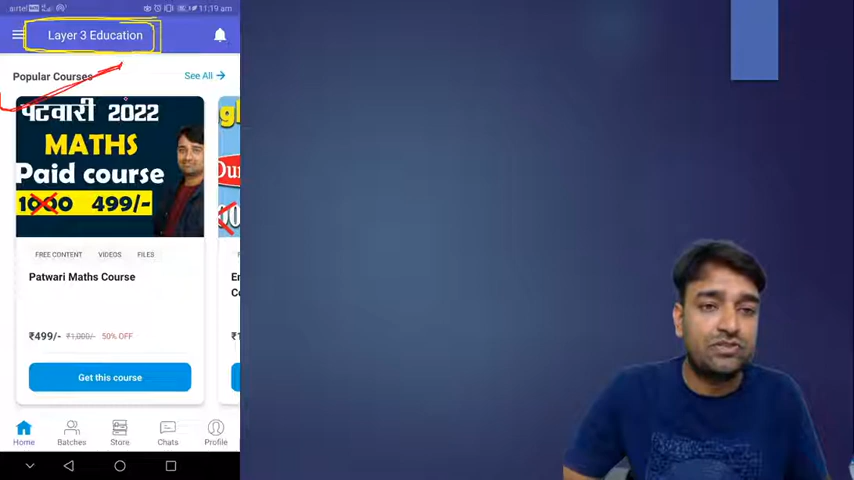 airtel 11:19 am
Layer 3 Education
Popular Courses
See All →
पटवारी 2022
MATHS
Paid course
1000 499/-
FREE CONTENT VIDEOS FILES
Patwari Maths Course
₹499/- ₹1,000/- 50% OFF
Get this course
Home Batches Store Chats Profile